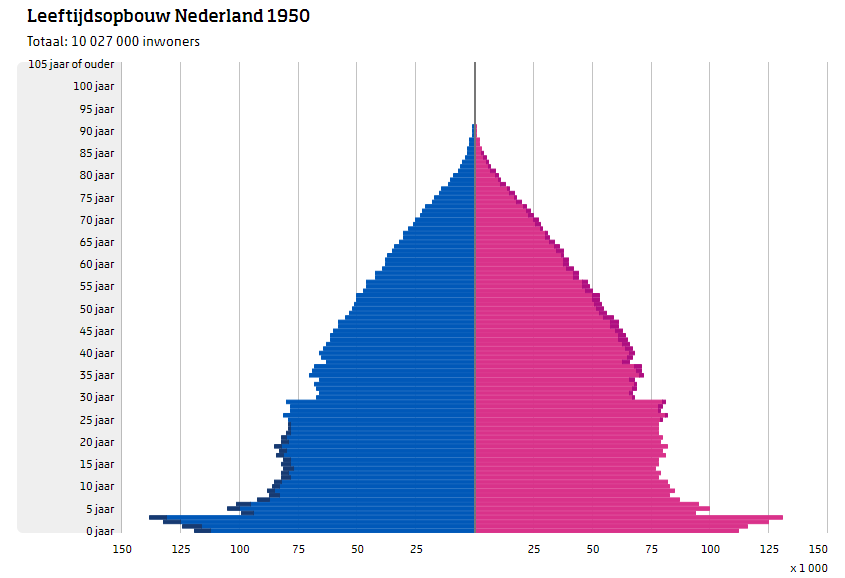 Leeftijdsopbouw Nederland 1950
Totaal: 10 027 000 inwoners
105 jaar of ouder
100 jaar
95 jaar
90 jaar
85 jaar
80 jaar
75 jaar
70 jaar
65 jaar
60 jaar
55 jaar
50 jaar
45 jaar
40 jaar
35 jaar
30 jaar
25 jaar
20 jaar
15 jaar
10 jaar
5 jaar
0 jaar
150 125 100 75 50 25 25 50 75 100 125 150
x 1 000